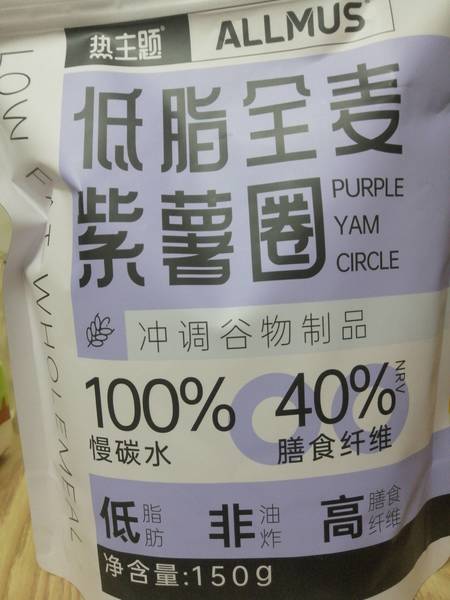 热主题 ALLMUS
低脂全麦
紫薯圈
PURPLE
YAM
CIRCLE
冲调谷物制品
100%
慢碳水
40% NRV
膳食纤维
低脂肪
非油炸
高膳食纤维
净含量:150g
LOW FAT WHOLEMEAL